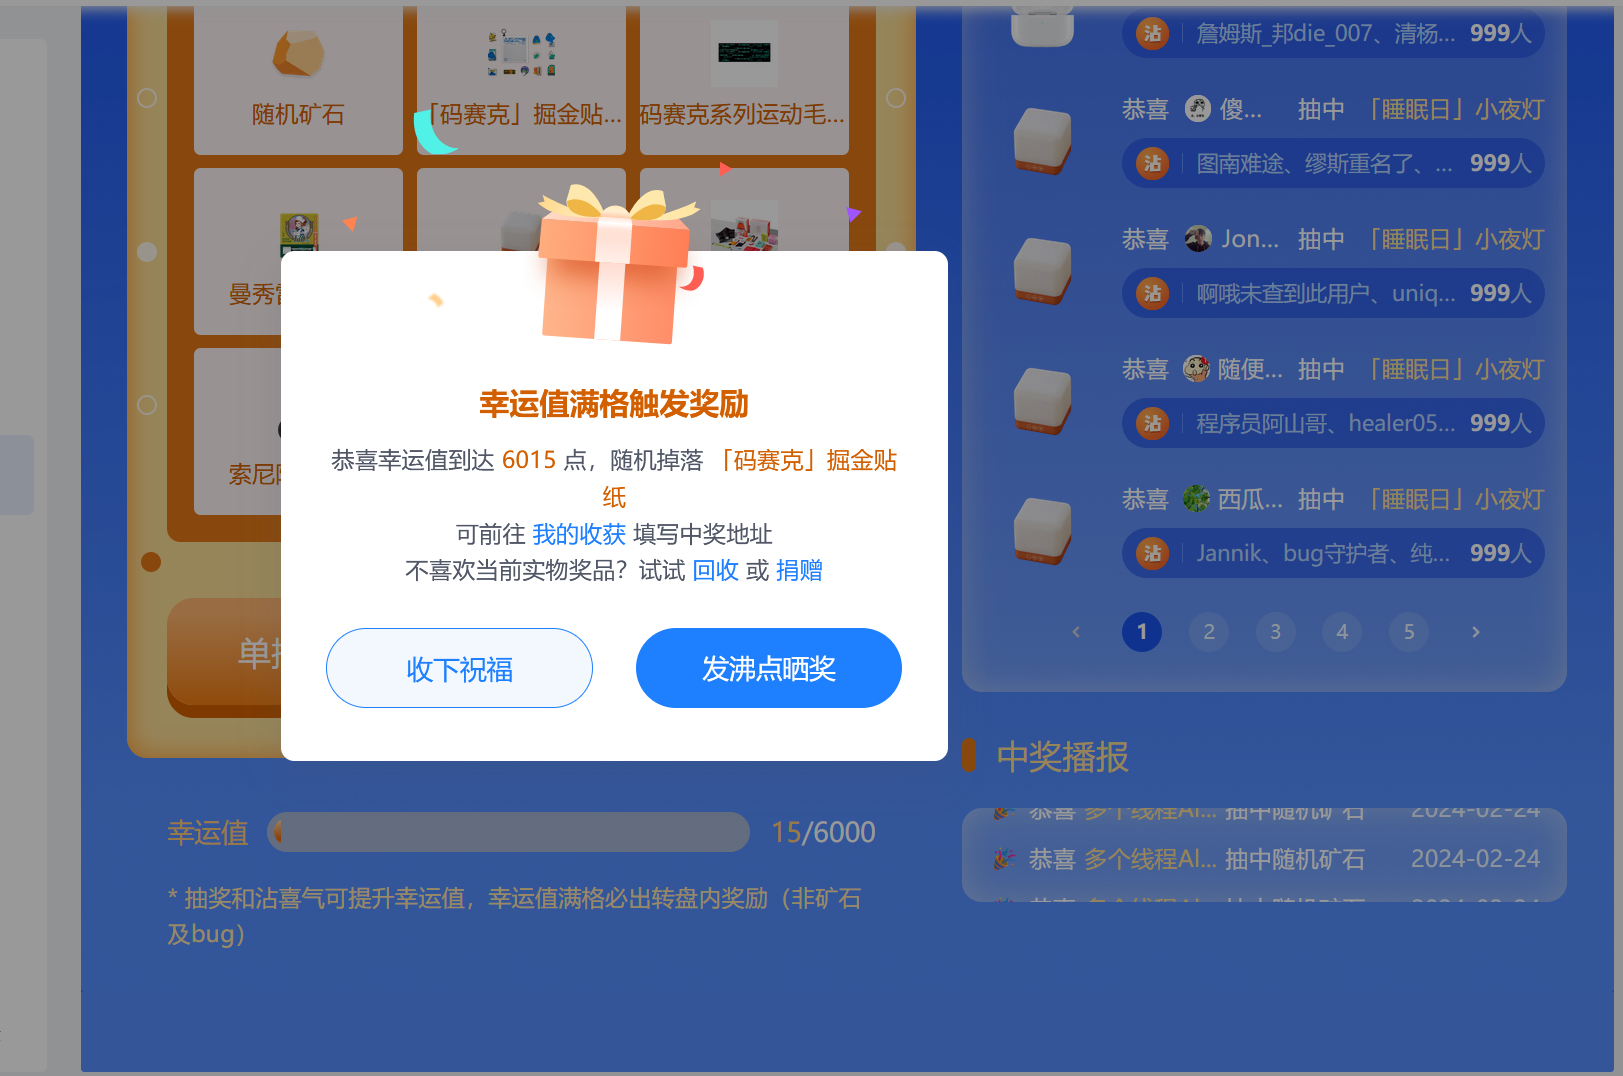 随机矿石
「码赛克」掘金贴...
码赛克系列运动毛...
曼秀
索尼
单
幸运值满格触发奖励
恭喜幸运值到达 6015 点，随机掉落 「码赛克」掘金贴
纸
可前往 我的收获 填写中奖地址
不喜欢当前实物奖品？试试 回收 或 捐赠
收下祝福
发沸点晒奖
幸运值
15/6000
* 抽奖和沾喜气可提升幸运值，幸运值满格必出转盘内奖励（非矿石
及bug）
沾 詹姆斯_邦die_007、清杨... 999人
恭喜 傻... 抽中 「睡眠日」小夜灯
沾 图南难途、缪斯重名了、... 999人
恭喜 Jon... 抽中 「睡眠日」小夜灯
沾 啊哦未查到此用户、uniq... 999人
恭喜 随便... 抽中 「睡眠日」小夜灯
沾 程序员阿山哥、healer05... 999人
恭喜 西瓜... 抽中 「睡眠日」小夜灯
沾 Jannik、bug守护者、纯... 999人
1 2 3 4 5
中奖播报
恭喜 多个线程Al... 抽中随机矿石 2024-02-24
恭喜 多个线程Al... 抽中随机矿石 2024-02-24